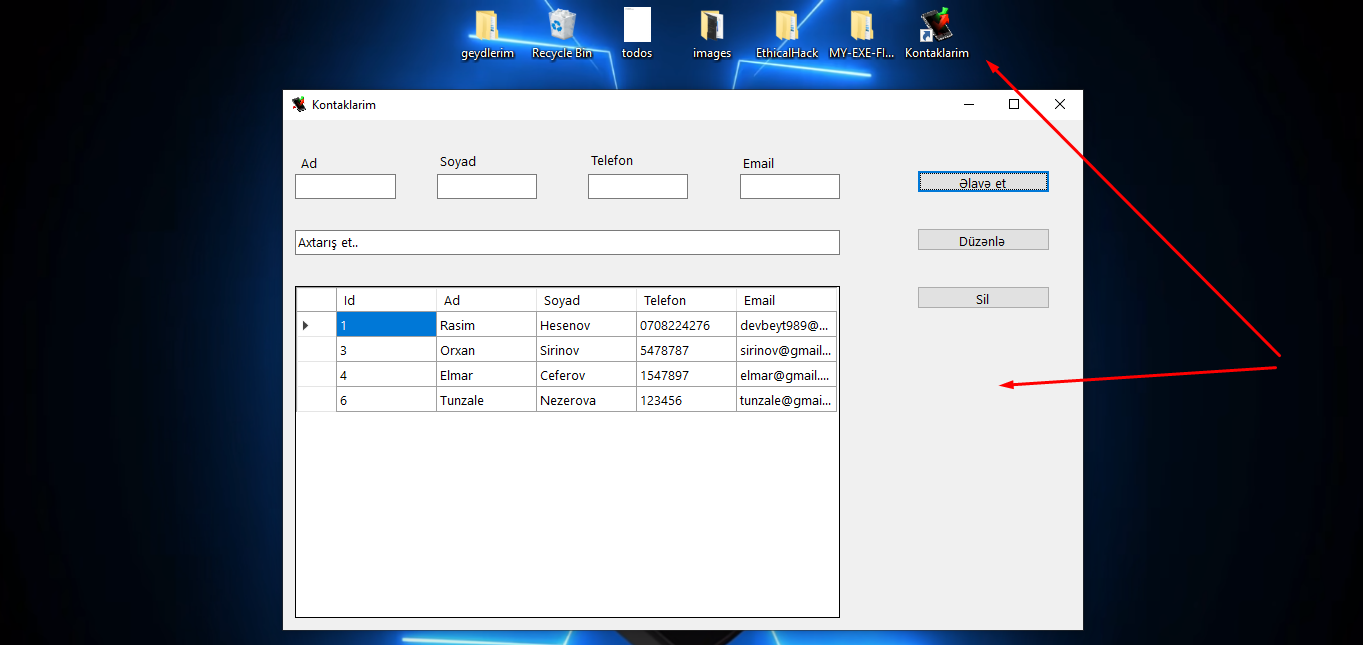 geydlerim Recycle Bin todos images EthicalHack MY-EXE-FI... Kontaklarim
Kontaklarim
Ad Soyad Telefon Email
Əlavə et
Axtarış et..
Düzənlə
Sil
Id Ad Soyad Telefon Email
1 Rasim Hesenov 0708224276 devbeyt989@...
3 Orxan Sirinov 5478787 sirinov@gmail...
4 Elmar Ceferov 1547897 elmar@gmail....
6 Tunzale Nezerova 123456 tunzale@gmai...